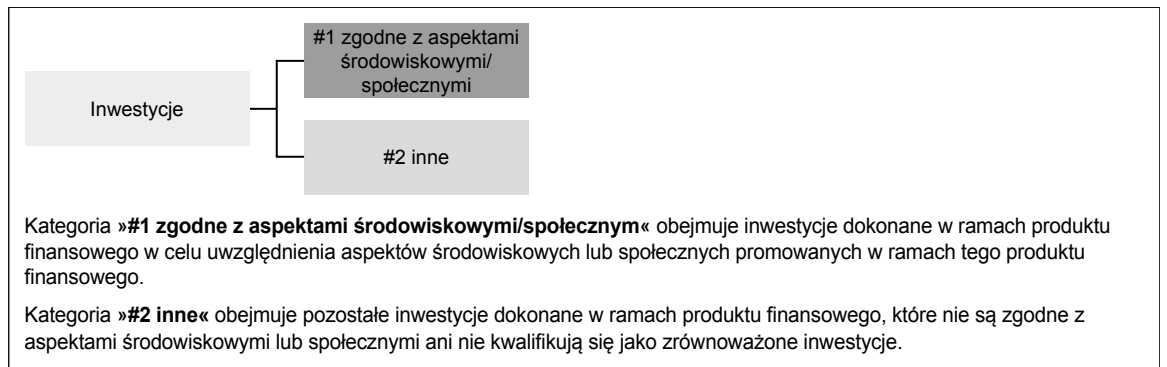 #1 zgodne z aspektami
środowiskowymi/
społecznymi
Inwestycje
#2 inne
Kategoria »#1 zgodne z aspektami środowiskowymi/społecznym« obejmuje inwestycje dokonane w ramach produktu
finansowego w celu uwzględnienia aspektów środowiskowych lub społecznych promowanych w ramach tego produktu
finansowego.
Kategoria »#2 inne« obejmuje pozostałe inwestycje dokonane w ramach produktu finansowego, które nie są zgodne z
aspektami środowiskowymi lub społecznymi ani nie kwalifikują się jako zrównoważone inwestycje.